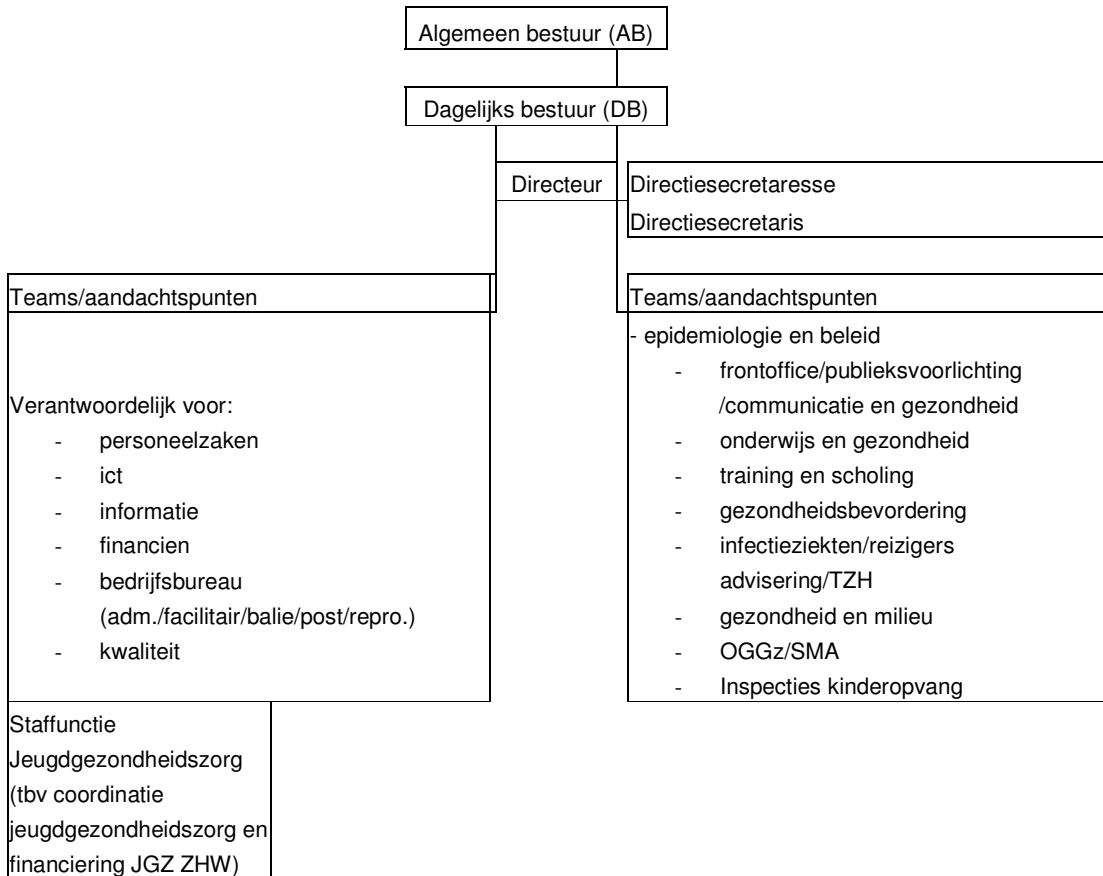 Algemeen bestuur (AB)
Dagelijks bestuur (DB)
Directeur
Directiesecretaresse
Directiesecretaris
Teams/aandachtspunten
Verantwoordelijk voor:
- personeelzaken
- ict
- informatie
- financien
- bedrijfsbureau
(adm./facilitair/balie/post/repro.)
- kwaliteit
Teams/aandachtspunten
- epidemiologie en beleid
- frontoffice/publieksvoorlichting
/communicatie en gezondheid
- onderwijs en gezondheid
- training en scholing
- gezondheidsbevordering
- infectieziekten/reizigers
advisering/TZH
- gezondheid en milieu
- OGGz/SMA
- Inspecties kinderopvang
Staffunctie
Jeugdgezondheidszorg
(tbv coordinatie
jeugdgezondheidszorg en
financiering JGZ ZHW)